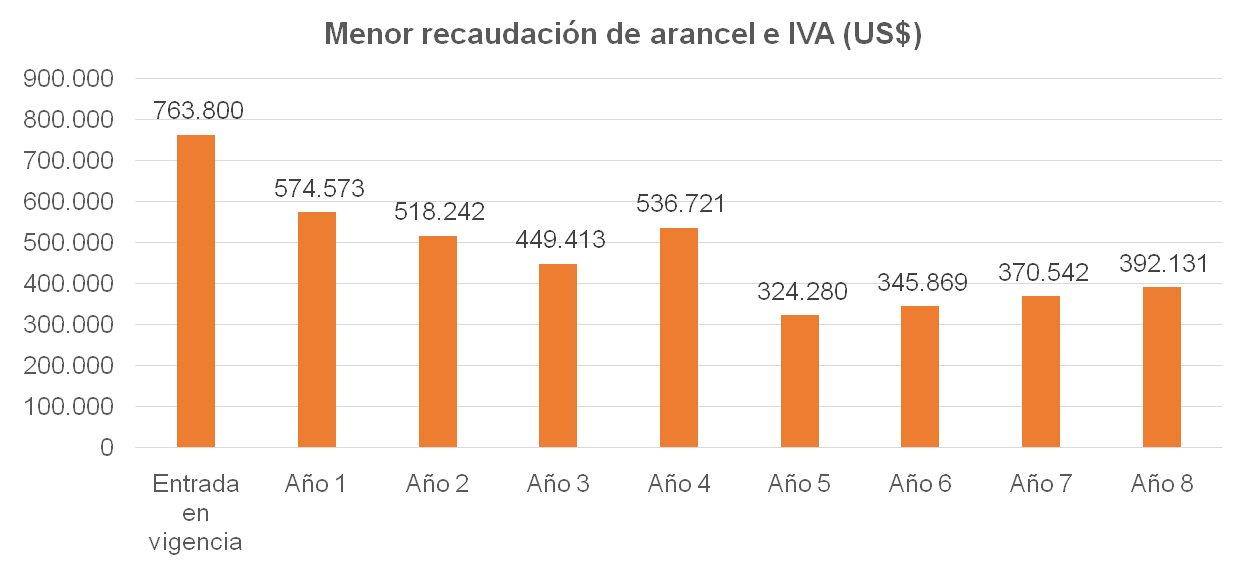 Menor recaudación de arancel e IVA (US$)
900.000
800.000
700.000
600.000
500.000
400.000
300.000
200.000
100.000
0
763.800
574.573
518.242
449.413
536.721
324.280
345.869
370.542
392.131
Entrada
en
vigencia
Año 1
Año 2
Año 3
Año 4
Año 5
Año 6
Año 7
Año 8